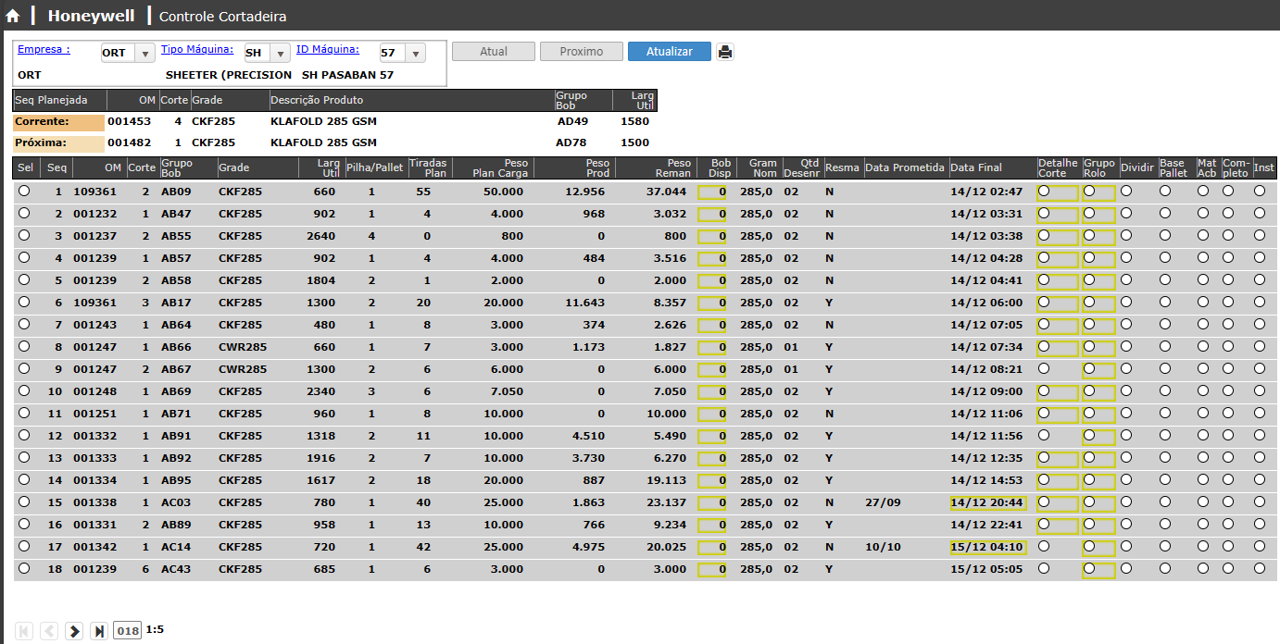 Honeywell Controle Cortadeira
Empresa : ORT Tipo Máquina: SH ID Máquina: 57 Atual Proximo Atualizar
ORT SHEETER (PRECISION SH PASABAN 57
Seq Planejada OM Corte Grade Descrição Produto Grupo Bob Larg Util
Corrente: 001453 4 CKF285 KLAFOLD 285 GSM AD49 1580
Próxima: 001482 1 CKF285 KLAFOLD 285 GSM AD78 1500
Sel Seq OM Corte Grupo Bob Grade Larg Util Pilha/Pallet Tiradas Plan Peso Plan Carga Peso Prod Peso Reman Bob Disp Gram Nom Qtd Desenr Resma Data Prometida Data Final Detalhe Corte Grupo Rolo Dividir Base Pallet Mat Acb Com-pleto Inst
1 109361 2 AB09 CKF285 660 1 55 50.000 12.956 37.044 0 285,0 02 N 14/12 02:47
2 001232 1 AB47 CKF285 902 1 4 4.000 968 3.032 0 285,0 02 N 14/12 03:31
3 001237 2 AB55 CKF285 2640 4 0 800 0 800 0 285,0 02 N 14/12 03:38
4 001239 1 AB57 CKF285 902 1 4 4.000 484 3.516 0 285,0 02 N 14/12 04:28
5 001239 2 AB58 CKF285 1804 2 1 2.000 0 2.000 0 285,0 02 N 14/12 04:41
6 109361 3 AB17 CKF285 1300 2 20 20.000 11.643 8.357 0 285,0 02 Y 14/12 06:00
7 001243 1 AB64 CKF285 480 1 8 3.000 374 2.626 0 285,0 02 N 14/12 07:05
8 001247 1 AB66 CWR285 660 1 7 3.000 1.173 1.827 0 285,0 01 Y 14/12 07:34
9 001247 2 AB67 CWR285 1300 2 6 6.000 0 6.000 0 285,0 01 Y 14/12 08:21
10 001248 1 AB69 CKF285 2340 3 6 7.050 0 7.050 0 285,0 02 Y 14/12 09:00
11 001251 1 AB71 CKF285 960 1 8 10.000 0 10.000 0 285,0 02 N 14/12 11:06
12 001332 1 AB91 CKF285 1318 2 11 10.000 4.510 5.490 0 285,0 02 Y 14/12 11:56
13 001333 1 AB92 CKF285 1916 2 7 10.000 3.730 6.270 0 285,0 02 Y 14/12 12:35
14 001334 1 AB95 CKF285 1617 2 18 20.000 887 19.113 0 285,0 02 Y 14/12 14:53
15 001338 1 AC03 CKF285 780 1 40 25.000 1.863 23.137 0 285,0 02 N 27/09 14/12 20:44
16 001331 2 AB89 CKF285 958 1 13 10.000 766 9.234 0 285,0 02 Y 14/12 22:41
17 001342 1 AC14 CKF285 720 1 42 25.000 4.975 20.025 0 285,0 02 N 10/10 15/12 04:10
18 001239 6 AC43 CKF285 685 1 6 3.000 0 3.000 0 285,0 02 Y 15/12 05:05
018 1:5